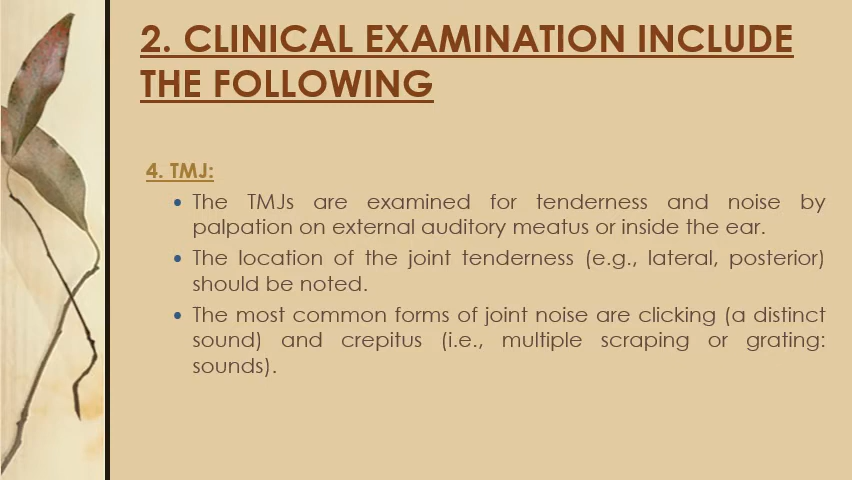 2. CLINICAL EXAMINATION INCLUDE
THE FOLLOWING
4. TMJ:
• The TMJs are examined for tenderness and noise by
palpation on external auditory meatus or inside the ear.
• The location of the joint tenderness (e.g., lateral, posterior)
should be noted.
• The most common forms of joint noise are clicking (a distinct
sound) and crepitus (i.e., multiple scraping or grating:
sounds).